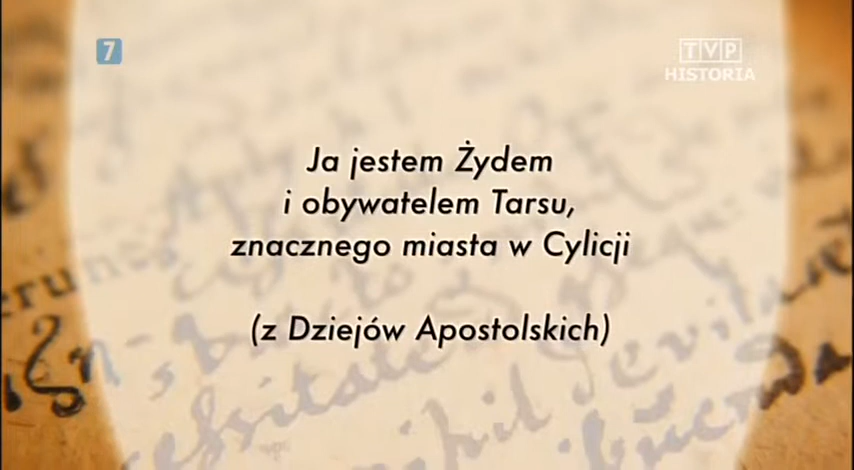 7
TVP
HISTORIA
Ja jestem Żydem
i obywatelem Tarsu,
znacznego miasta w Cylicji
(z Dziejów Apostolskich)